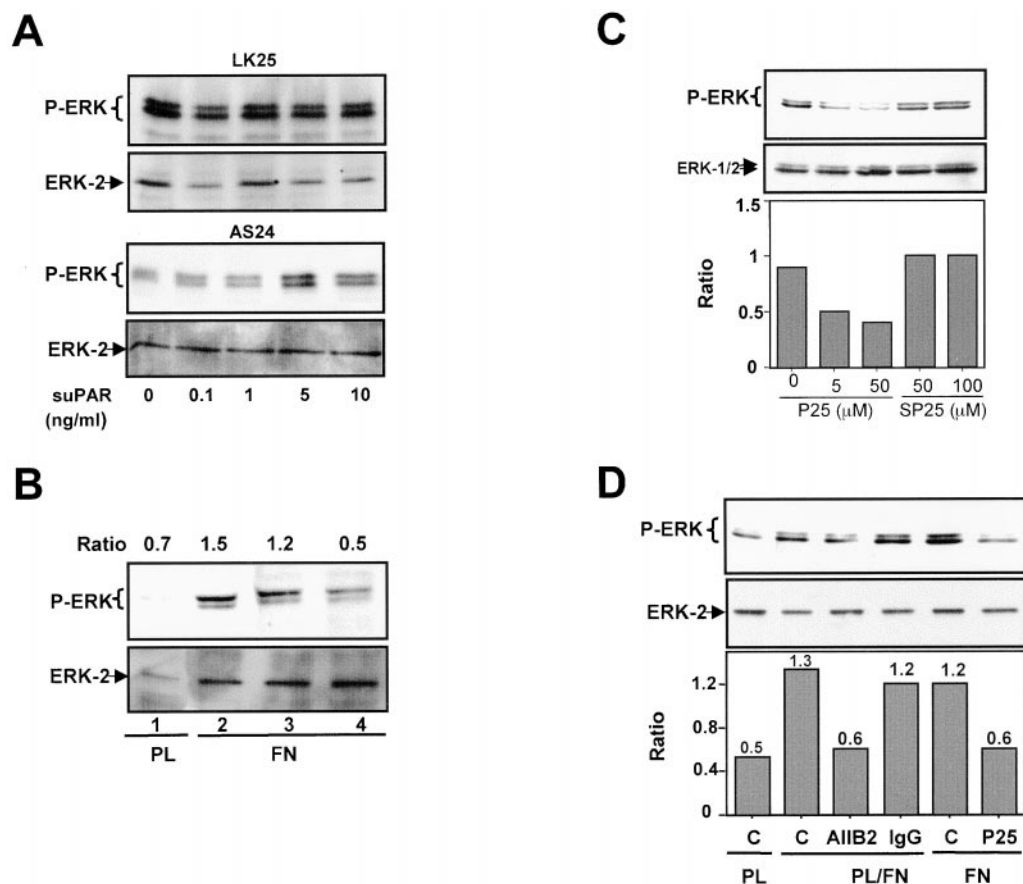 A
LK25
P-ERK {
ERK-2
AS24
P-ERK {
ERK-2
suPAR 0 0.1 1 5 10
(ng/ml)
B
Ratio 0.7 1.5 1.2 0.5
P-ERK {
ERK-2
1 2 3 4
PL FN
C
P-ERK {
ERK-1/2
1.5
1
0.5
0
Ratio
0 5 50 50 100
P25 (µM) SP25 (µM)
D
P-ERK {
ERK-2
1.2
0.8
0.4
0
Ratio
0.5 1.3 0.6 1.2 1.2 0.6
C C AIIB2 IgG C P25
PL PL/FN FN